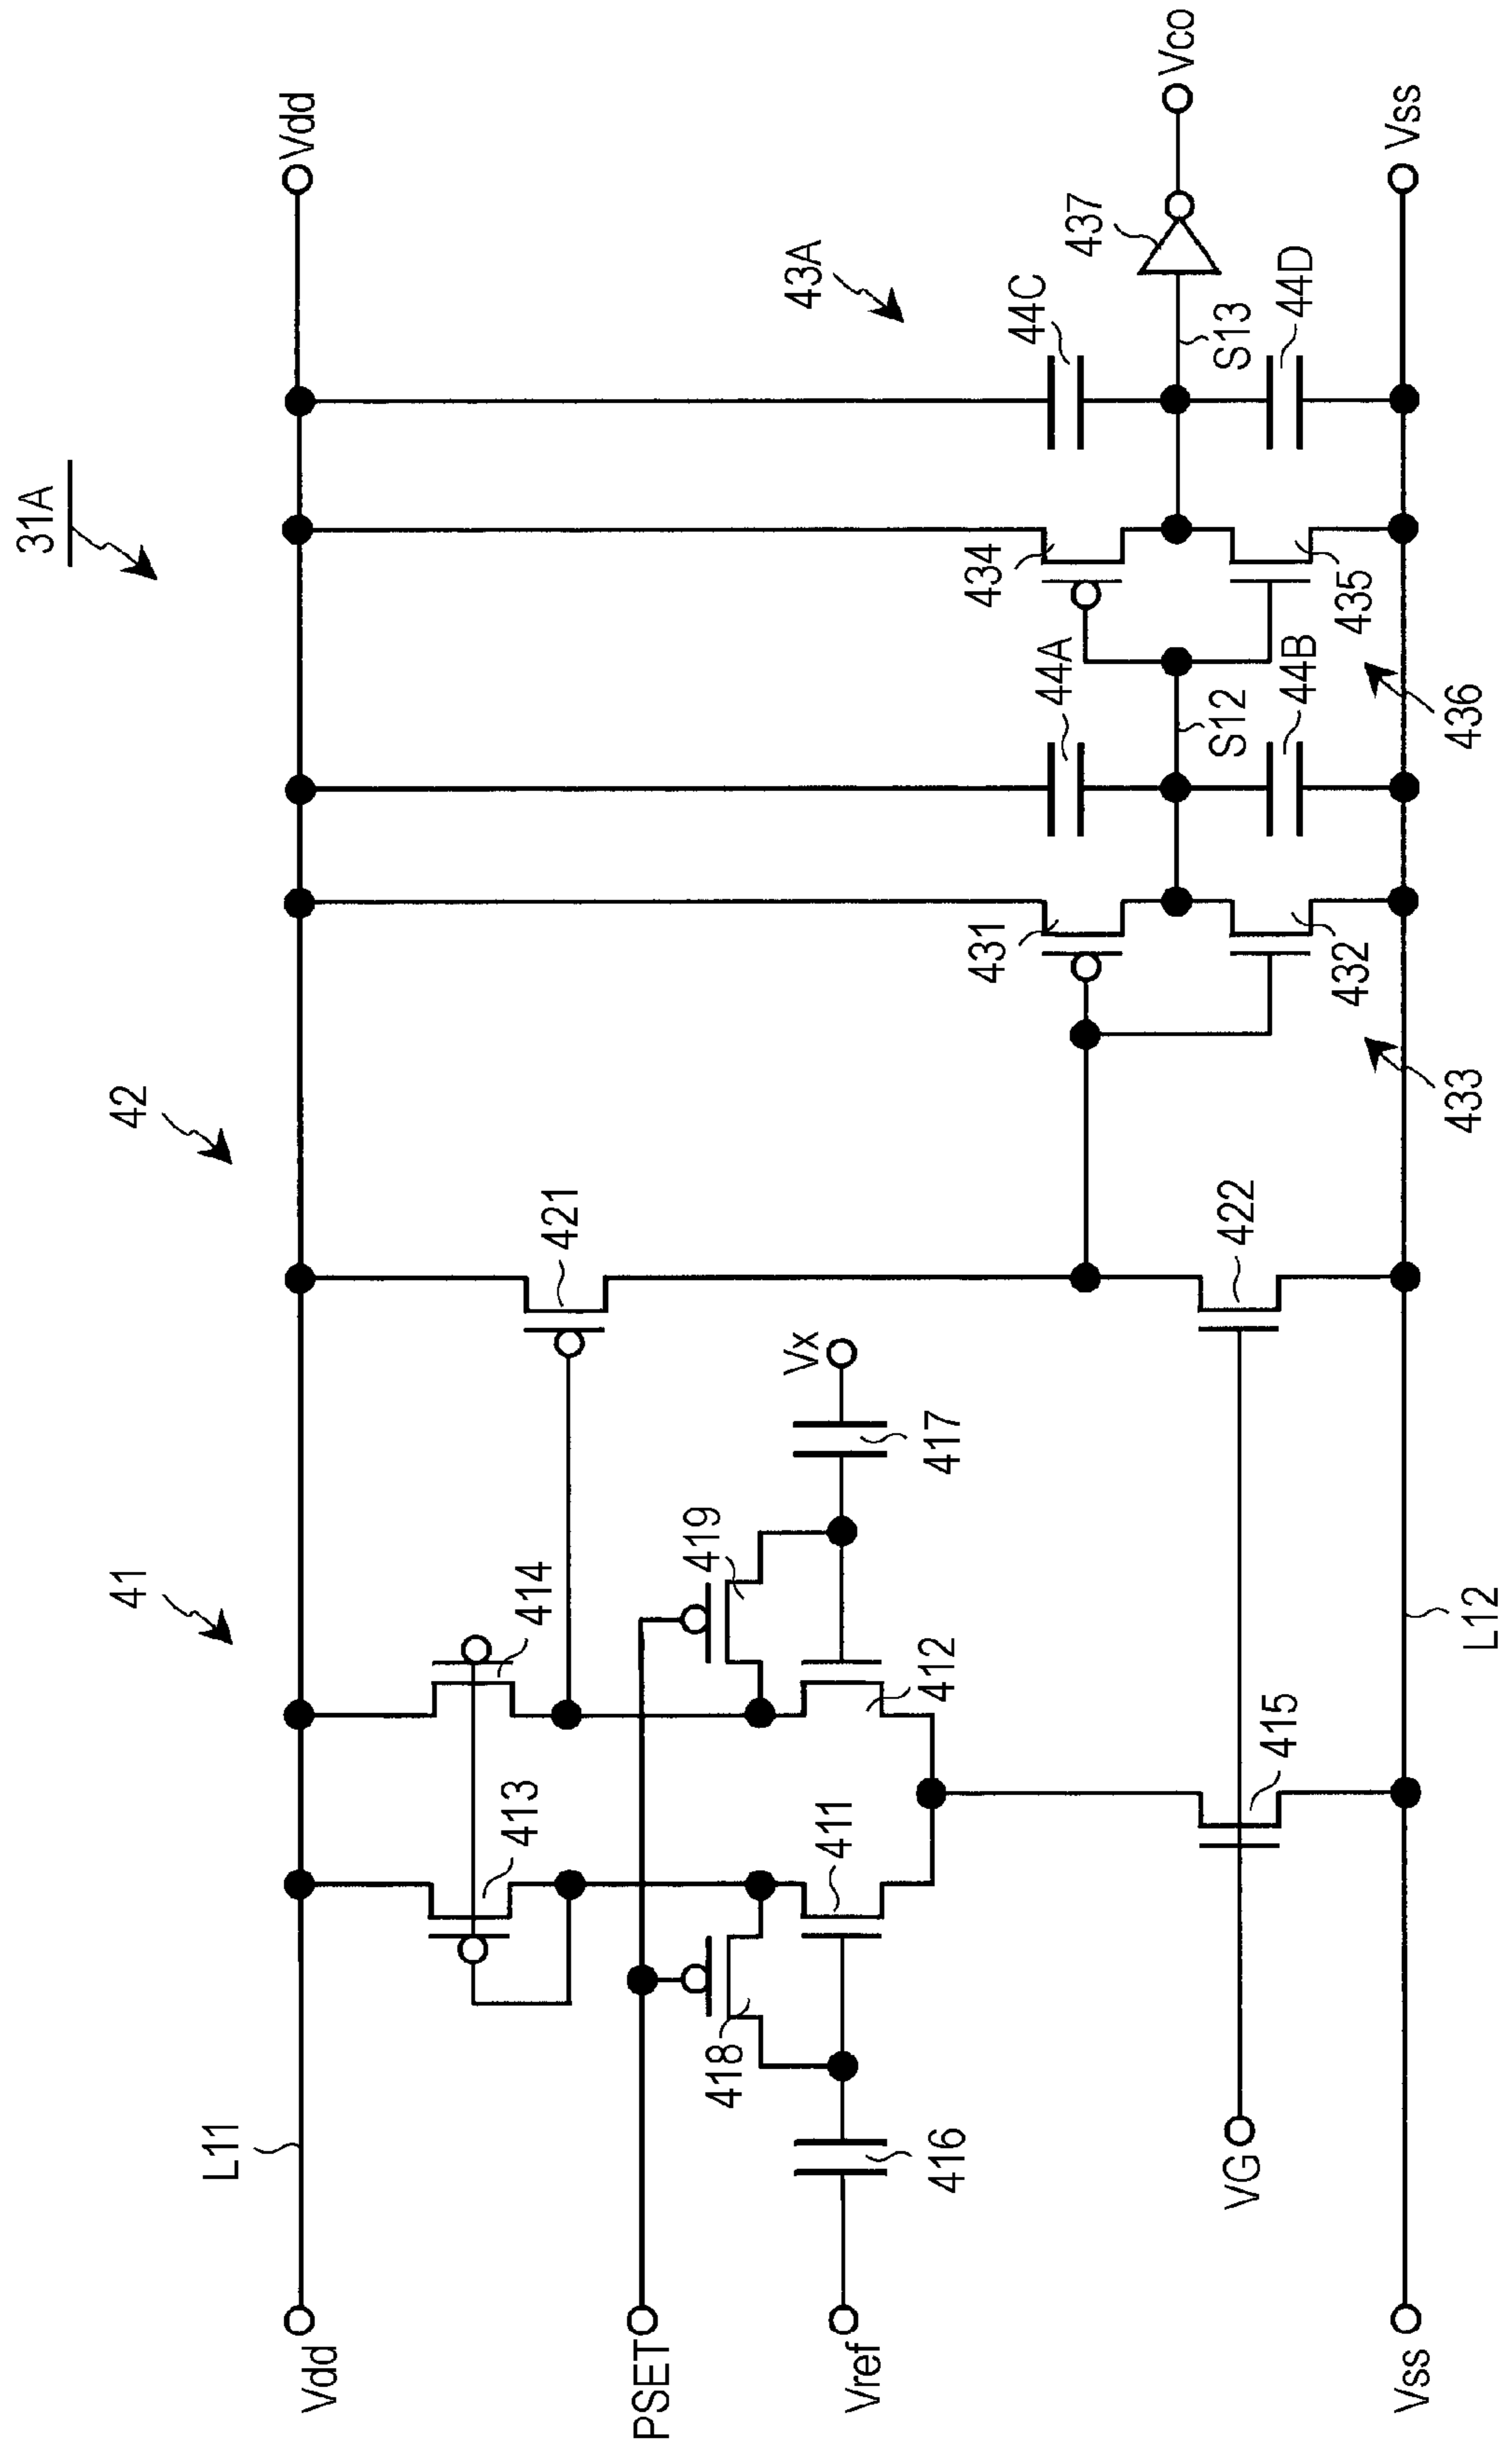 31A
41
42
43A
L11
Vdd
Vdd
413
414
421
PSET
418
419
Vx
Vref
416
411
412
417
431
44A
434
44C
437
Vco
S12
S13
VG
415
422
432
44B
435
44D
433
436
Vss
L12
Vss